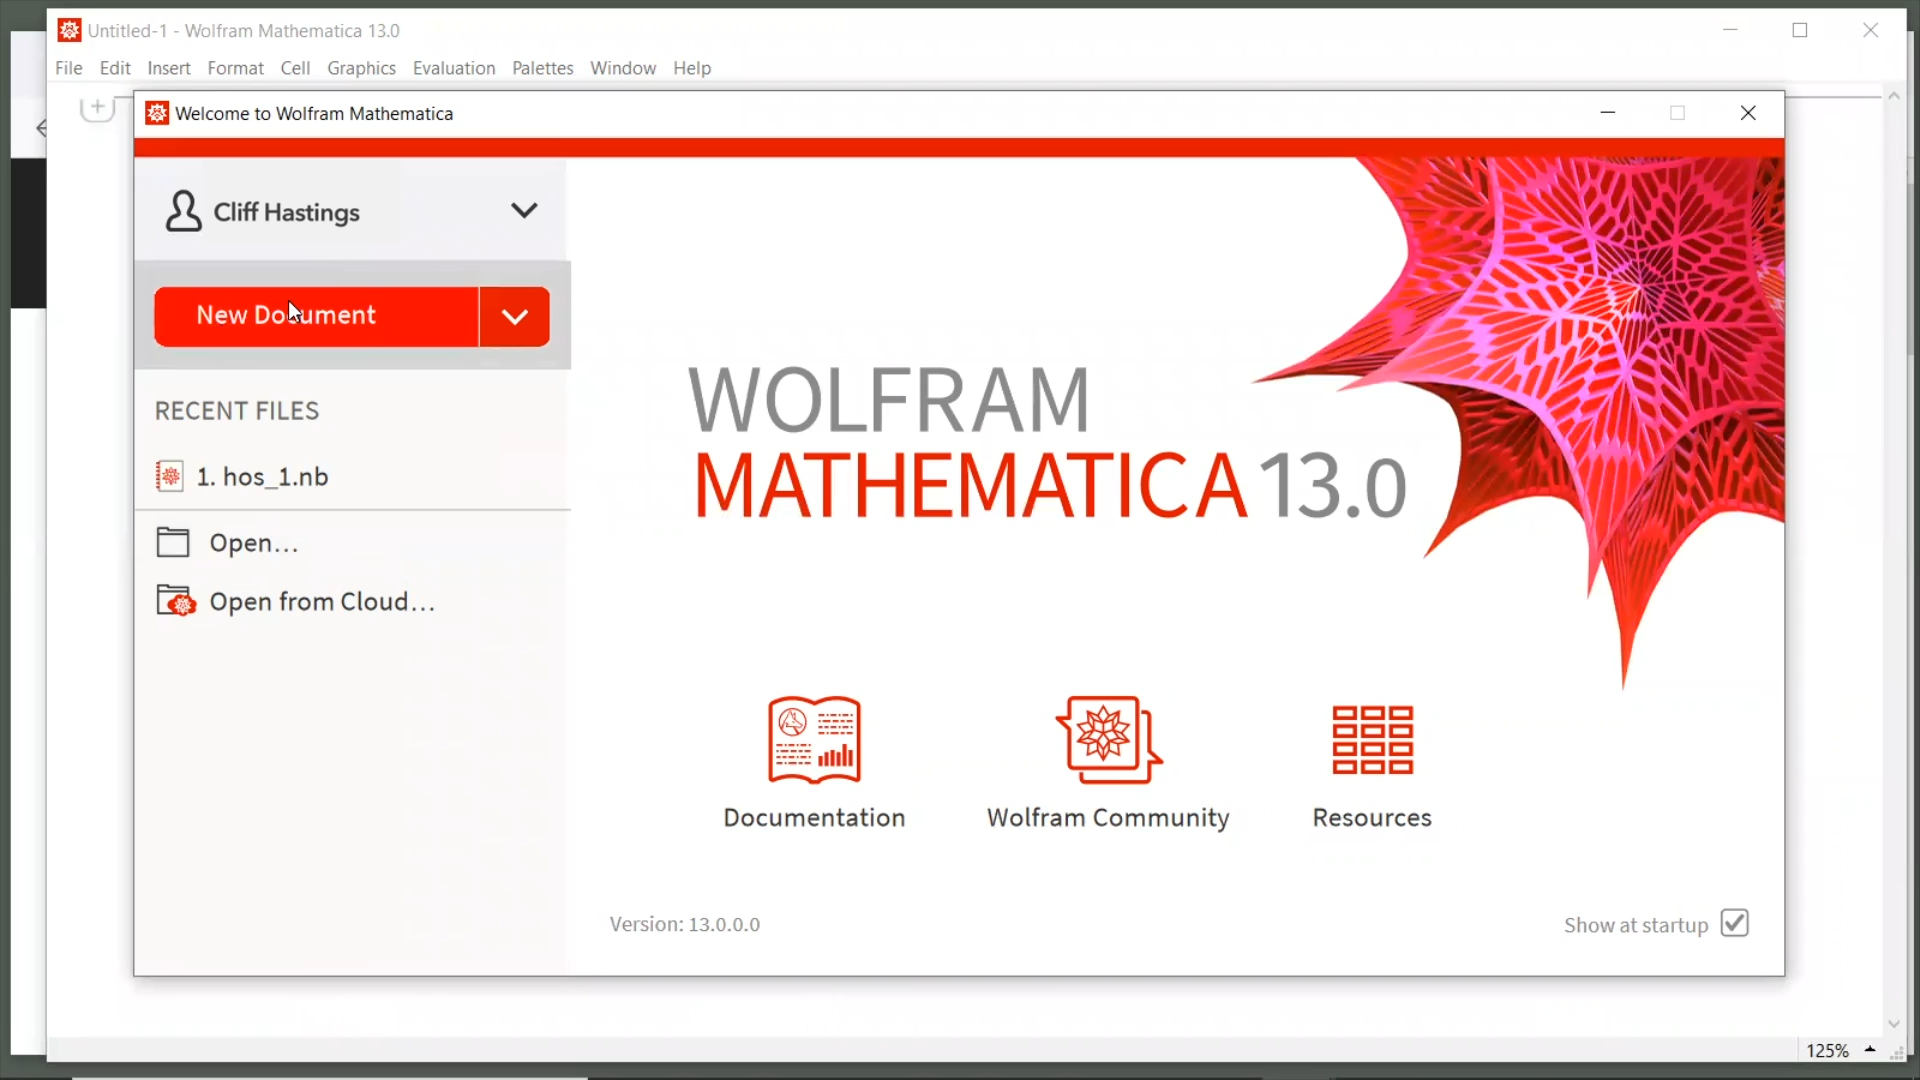 Untitled-1 - Wolfram Mathematica 13.0
File Edit Insert Format Cell Graphics Evaluation Palettes Window Help
Welcome to Wolfram Mathematica
Cliff Hastings
New Document
RECENT FILES
1. hos_1.nb
Open...
Open from Cloud...
WOLFRAM
MATHEMATICA 13.0
Documentation
Wolfram Community
Resources
Version: 13.0.0.0
Show at startup
125%